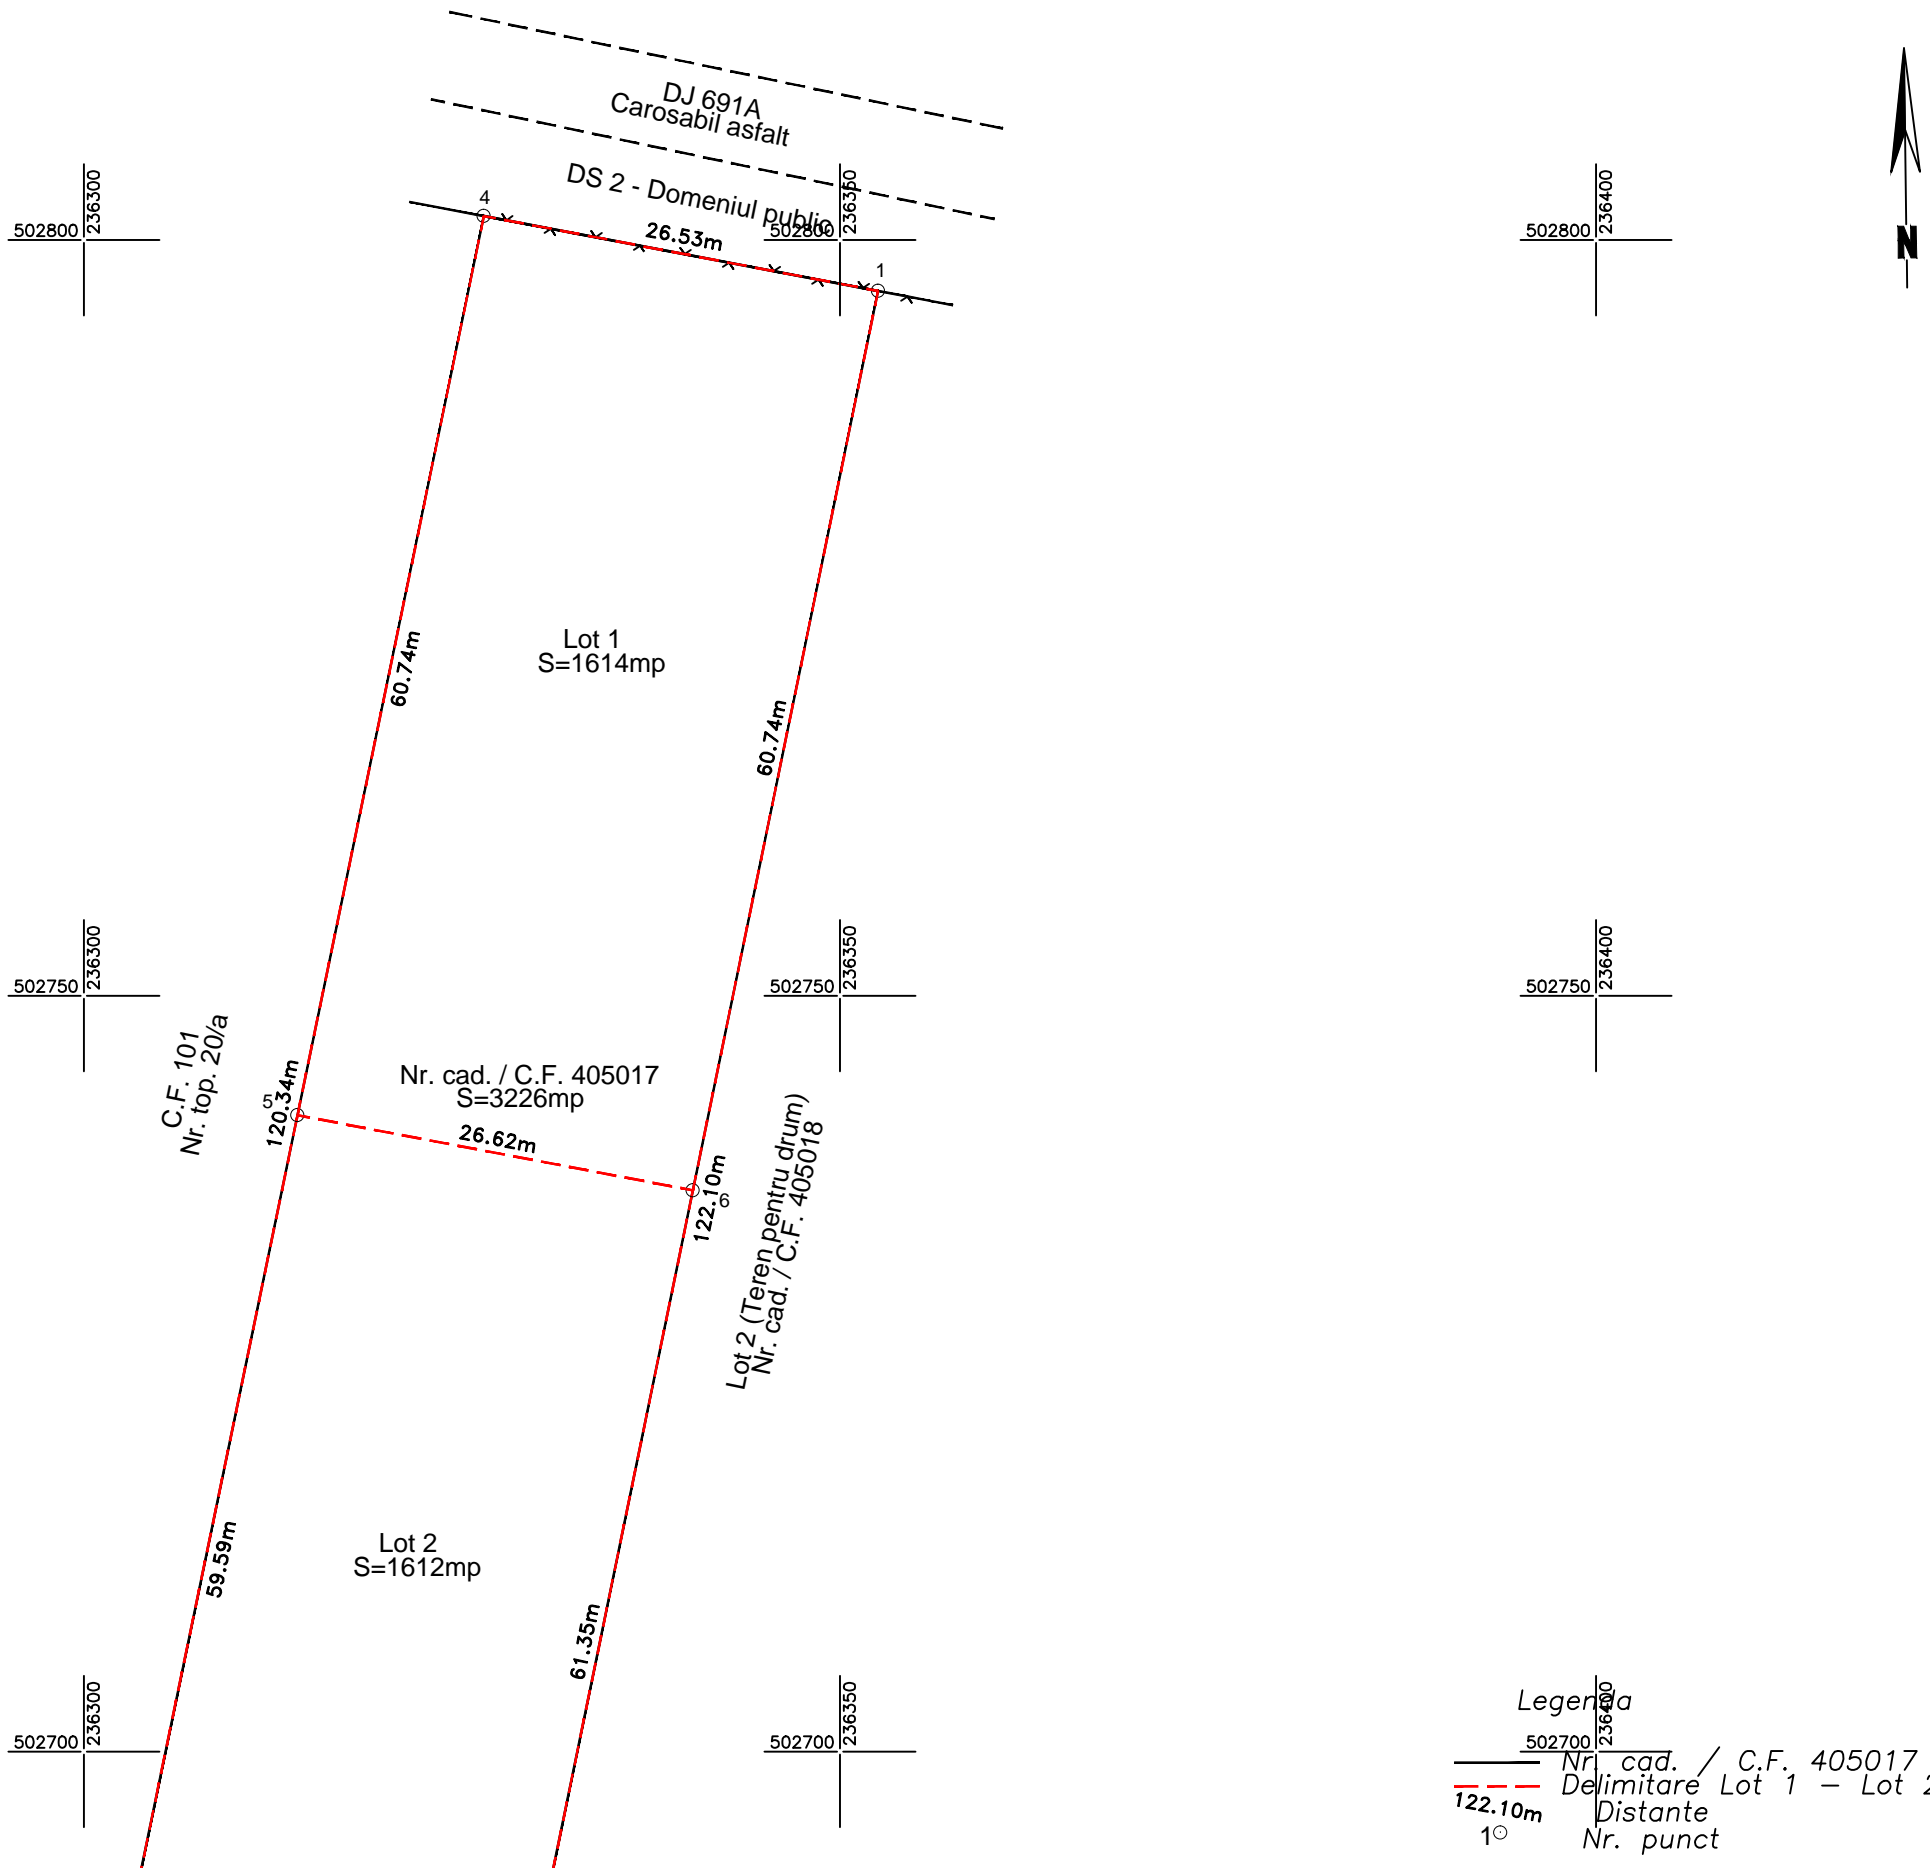 DJ 691A
Carosabil asfalt
DS 2 - Domeniul public
4
26.53m
1
502800
236300
502800
236350
502800
236400
N
60.74m
Lot 1
S=1614mp
60.74m
502750
236300
502750
236350
502750
236400
C.F. 101
Nr. top. 20/a
5
120.34m
Nr. cad. / C.F. 405017
S=3226mp
26.62m
122.10m
6
Lot 2 (Teren pentru drum)
Nr. cad. / C.F. 405018
59.59m
Lot 2
S=1612mp
61.35m
502700
236300
502700
236350
502700
236400
Legenda
Nr. cad. / C.F. 405017
Delimitare Lot 1 - Lot 2
122.10m Distante
1 Nr. punct